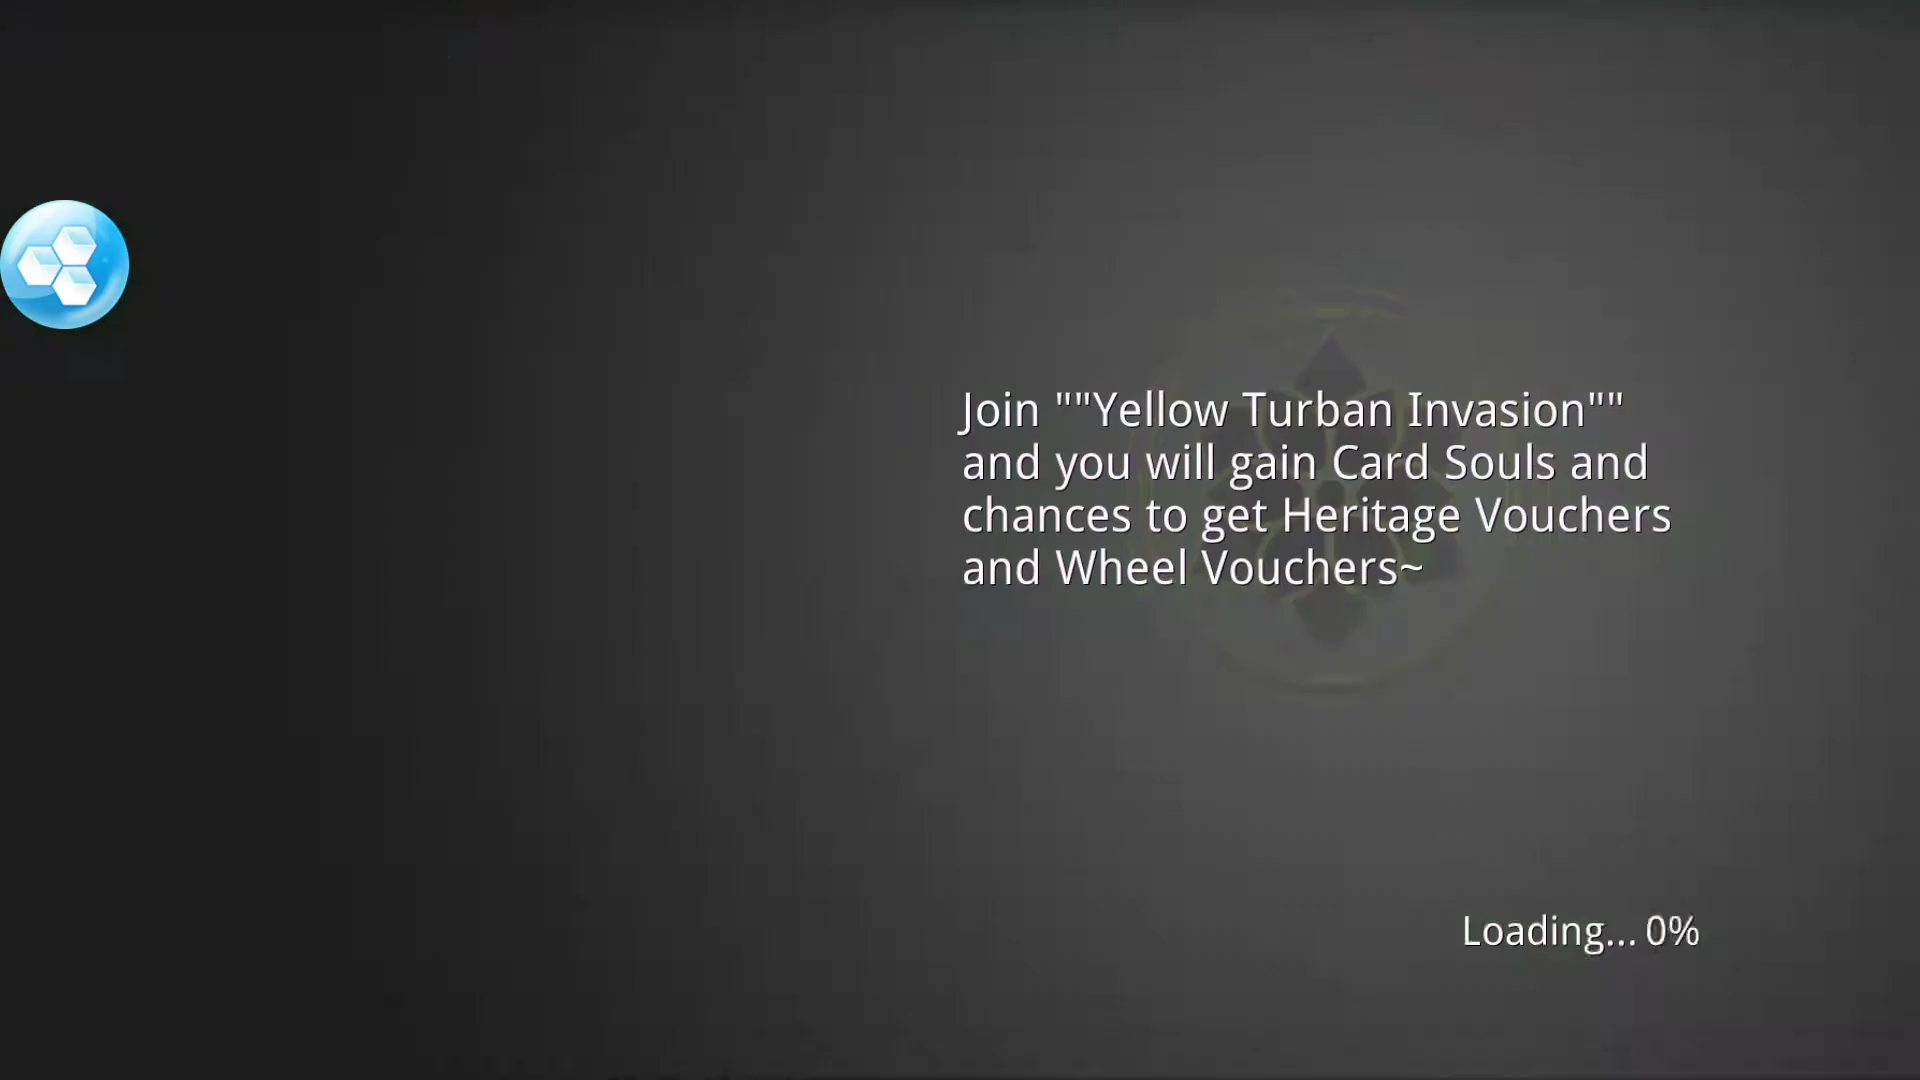 Join ""Yellow Turban Invasion""
and you will gain Card Souls and
chances to get Heritage Vouchers
and Wheel Vouchers~
Loading... 0%